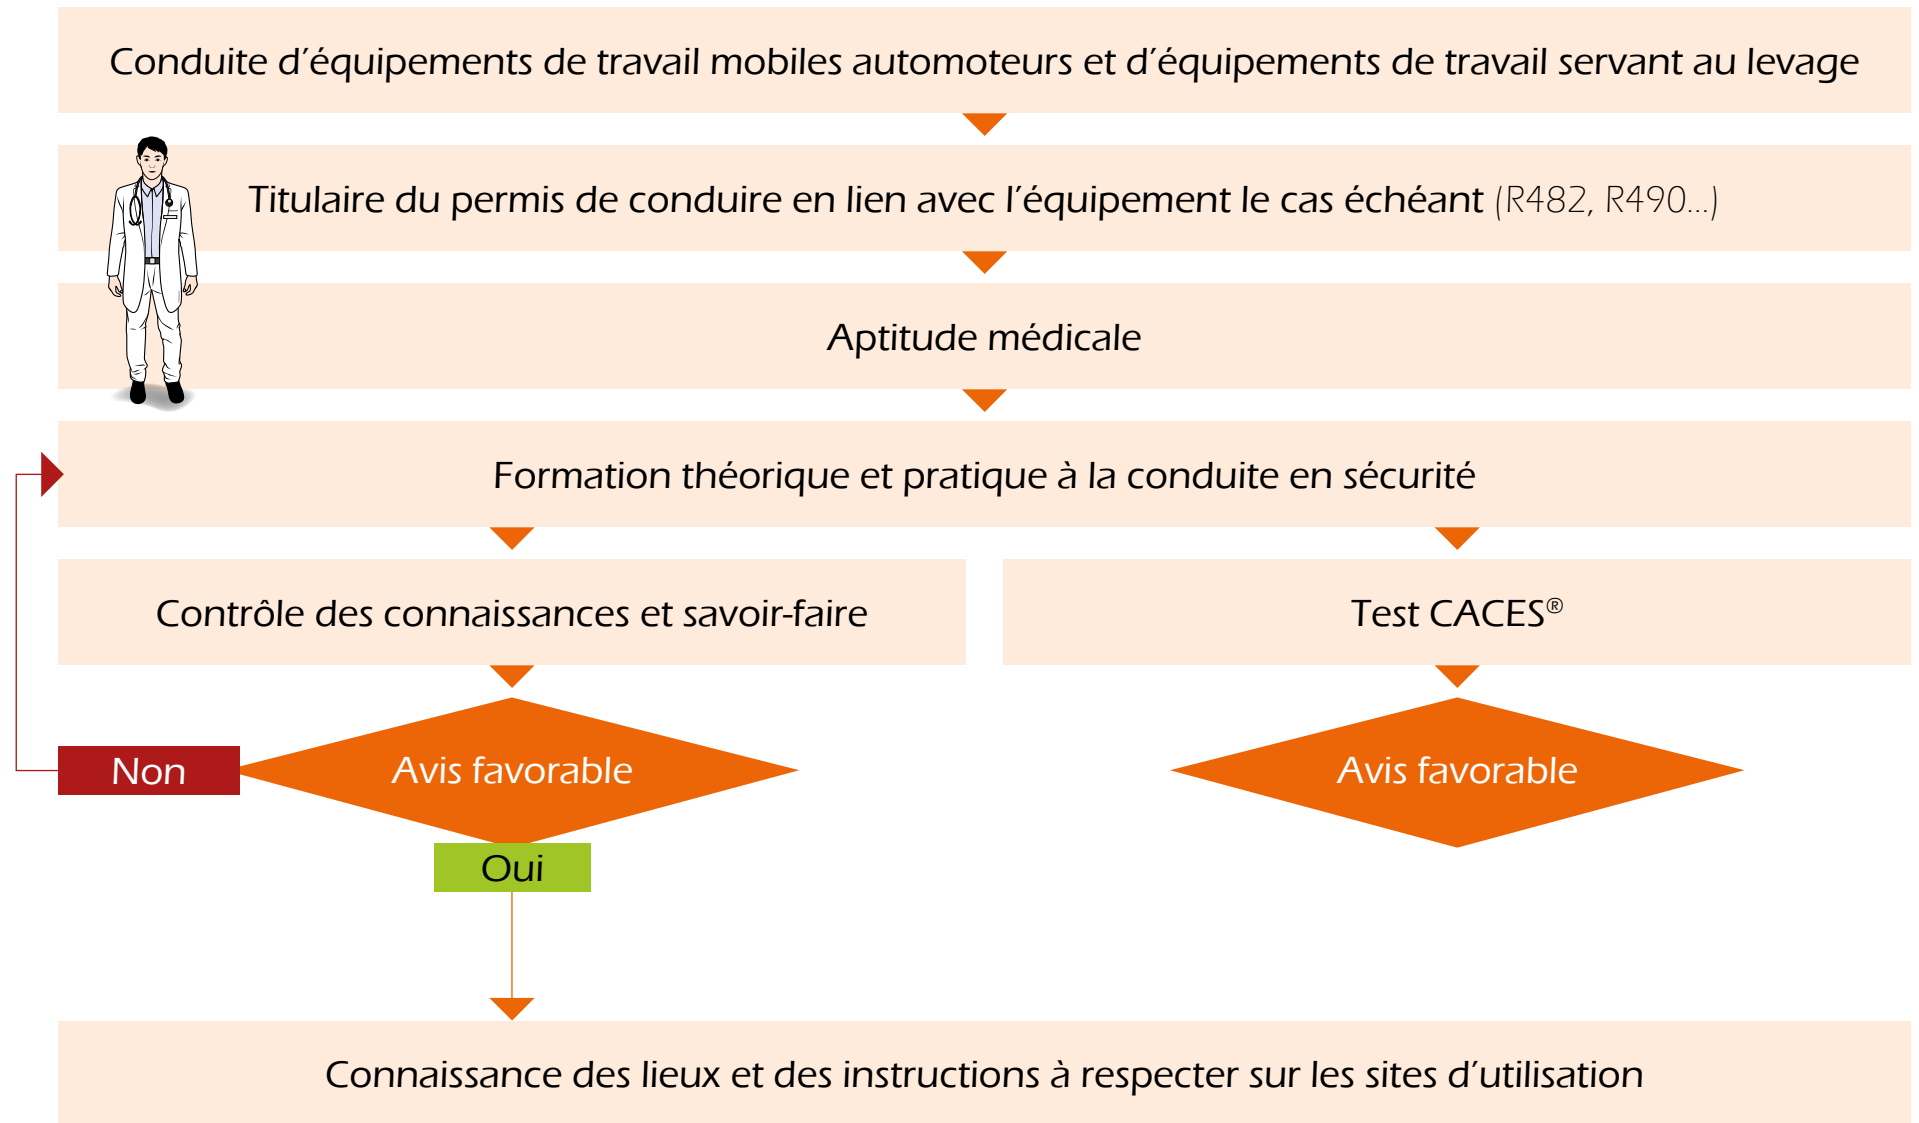 Conduite d’équipements de travail mobiles automoteurs et d’équipements de travail servant au levage
Titulaire du permis de conduire en lien avec l’équipement le cas échéant (R482, R490...)
Aptitude médicale
Formation théorique et pratique à la conduite en sécurité
Contrôle des connaissances et savoir-faire
Test CACES®
Non
Avis favorable
Avis favorable
Oui
Connaissance des lieux et des instructions à respecter sur les sites d’utilisation